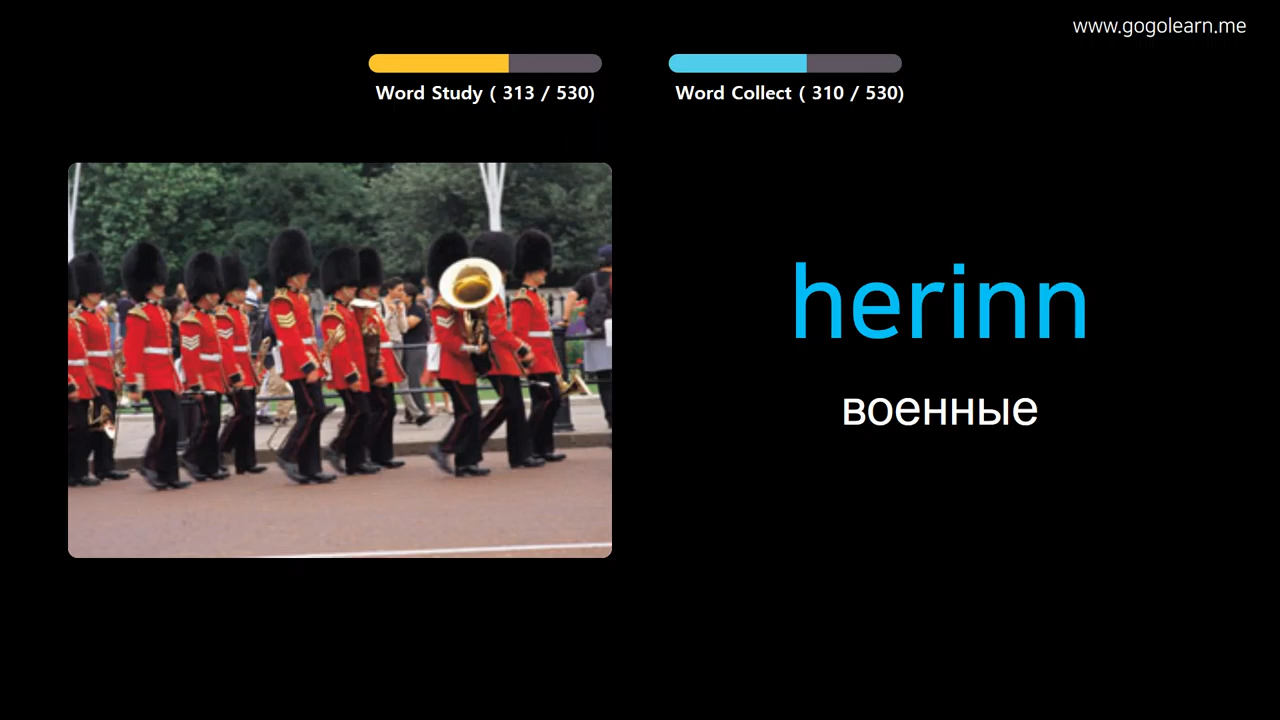 www.gogolearn.me
Word Study ( 313 / 530)
Word Collect ( 310 / 530)
herinn
военные